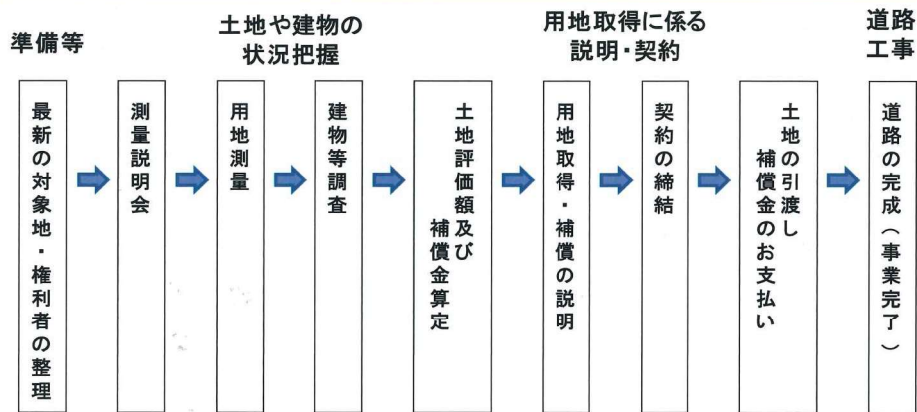 準備等
土地や建物の
状況把握
用地取得に係る
説明・契約
道路
工事
最新の対象地・権利者の整理
測量説明会
用地測量
建物等調査
土地評価額及び
補償金算定
用地取得・補償の説明
契約の締結
土地の引渡し
補償金のお支払い
道路の完成(事業完了)